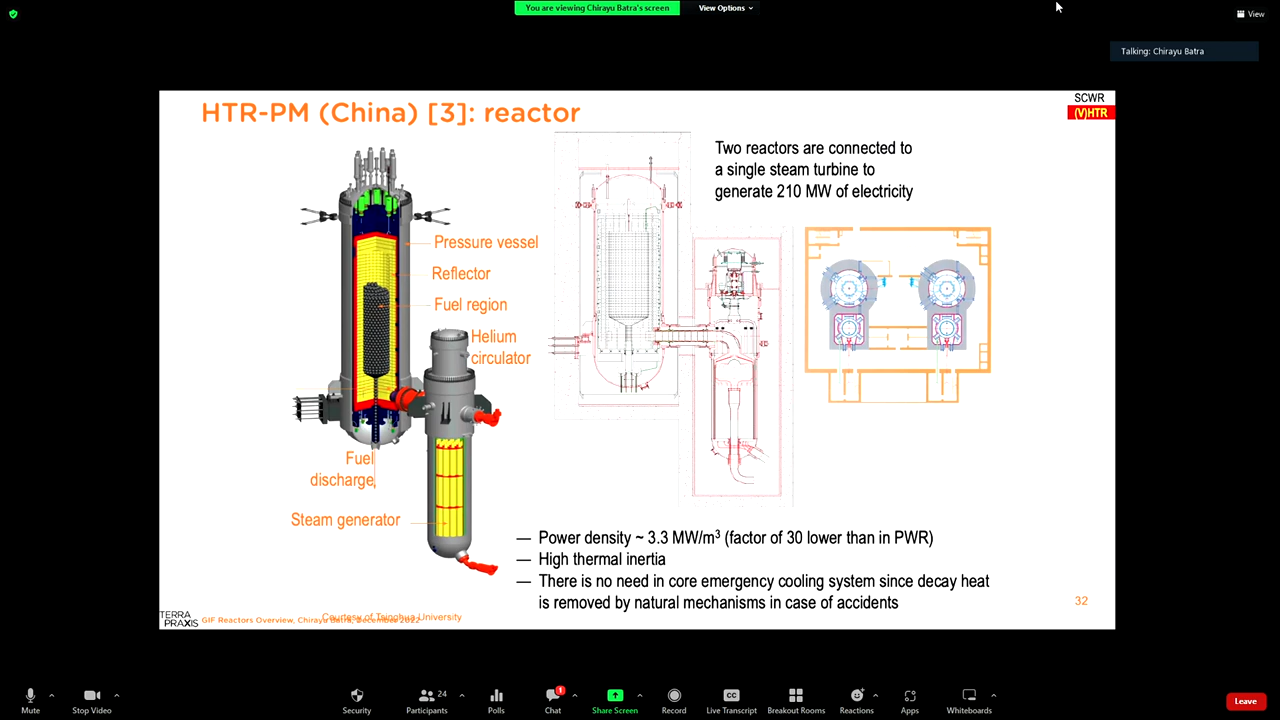 You are viewing Chirayu Batra's screen
View Options
View
Talking: Chirayu Batra
HTR-PM (China) [3]: reactor
SCWR
(V)HTR
Two reactors are connected to
a single steam turbine to
generate 210 MW of electricity
Pressure vessel
Reflector
Fuel region
Helium
circulator
Fuel
discharge
Steam generator
— Power density ~ 3.3 MW/m³ (factor of 30 lower than in PWR)
— High thermal inertia
— There is no need in core emergency cooling system since decay heat
is removed by natural mechanisms in case of accidents
32
TERRA
PRAXIS
GIF Reactors Overview, Chirayu Batra, December 2022
Courtesy of Tsinghua University
Mute
Stop Video
Security
Participants 24
Polls
Chat 1
Share Screen
Record
CC
Live Transcript
Breakout Rooms
Reactions
Apps
Whiteboards
Leave